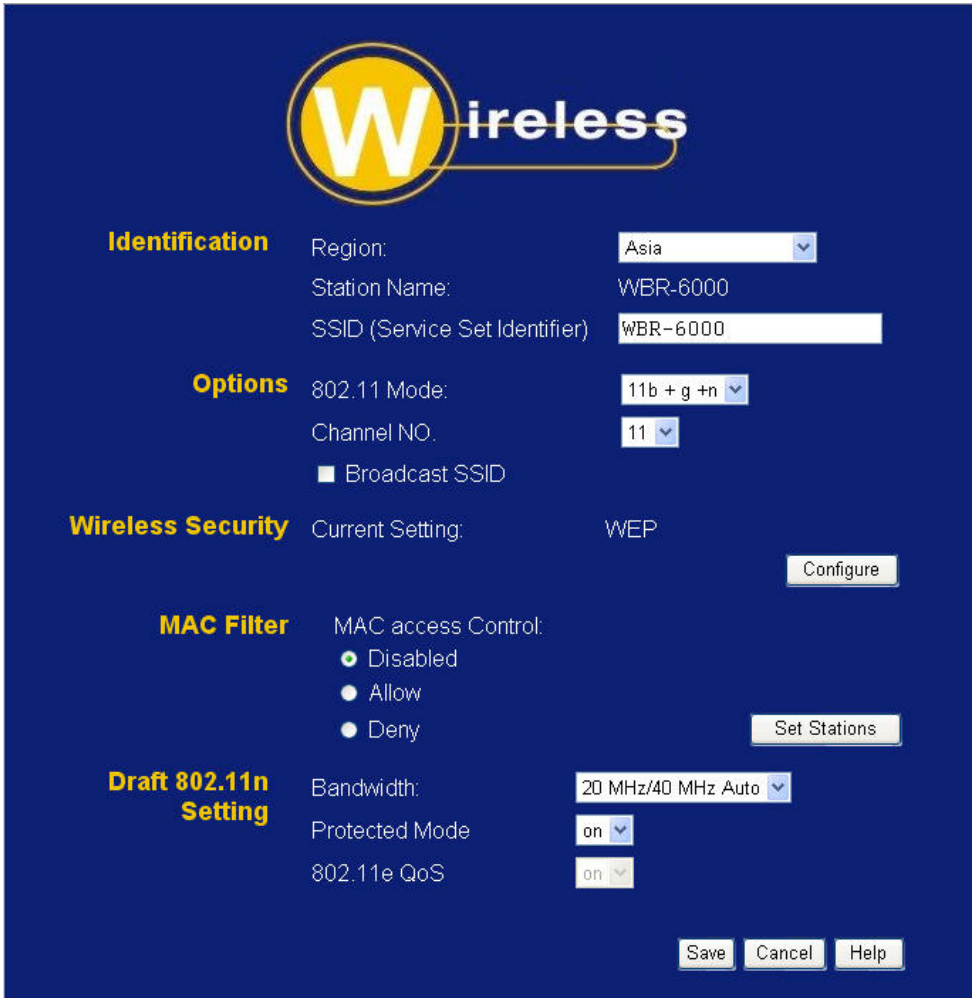 Wireless
Identification
Region: Asia
Station Name: WBR-6000
SSID (Service Set Identifier) WBR-6000
Options
802.11 Mode: 11b + g +n
Channel NO. 11
Broadcast SSID
Wireless Security
Current Setting: WEP
Configure
MAC Filter
MAC access Control:
Disabled
Allow
Deny
Set Stations
Draft 802.11n
Setting
Bandwidth: 20 MHz/40 MHz Auto
Protected Mode on
802.11e QoS on
Save Cancel Help